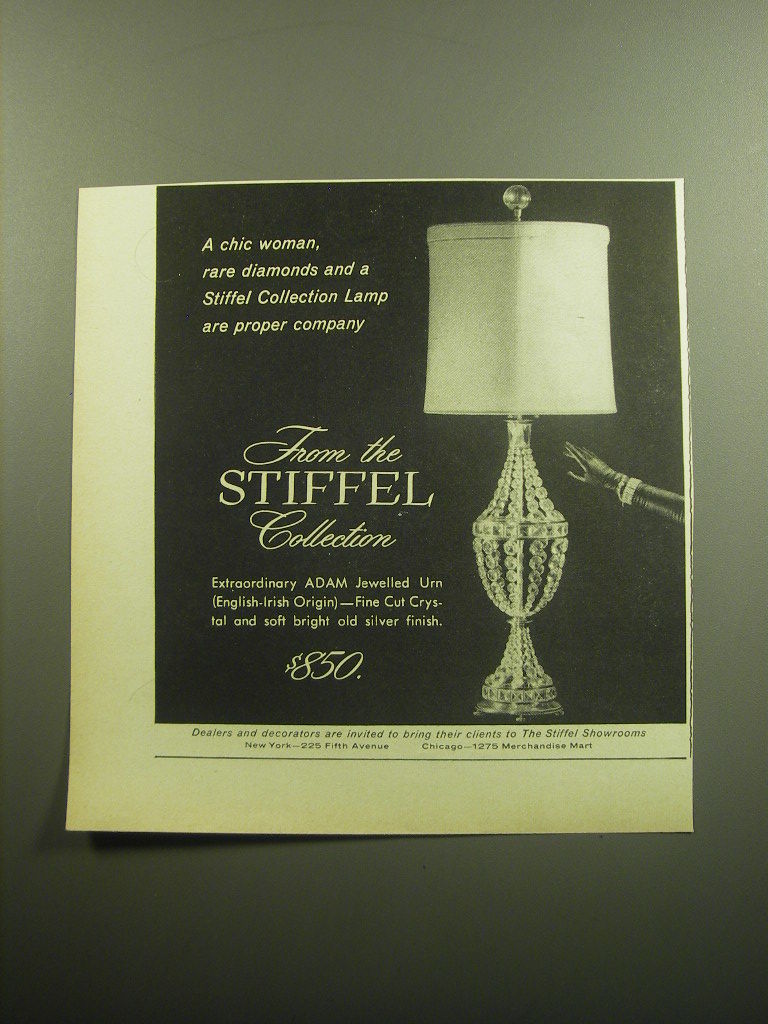 A chic woman,
rare diamonds and a
Stiffel Collection Lamp
are proper company
From the
STIFFEL
Collection
Extraordinary ADAM Jewelled Urn
(English-Irish Origin)—Fine Cut Crys-
tal and soft bright old silver finish.
$850.
Dealers and decorators are invited to bring their clients to The Stiffel Showrooms
New York—225 Fifth Avenue Chicago—1275 Merchandise Mart